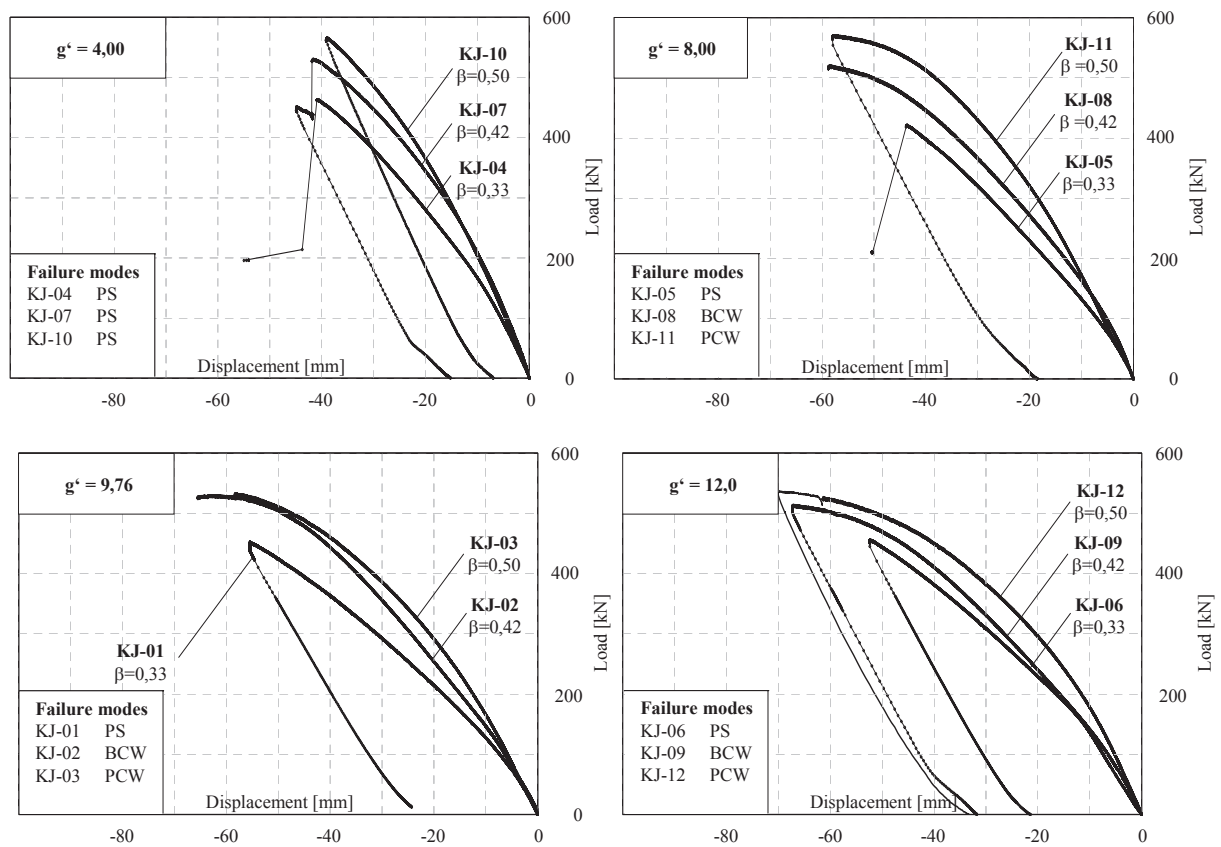 g‘ = 4,00
KJ-10
β=0,50
KJ-07
β=0,42
KJ-04
β=0,33
Failure modes
KJ-04 PS
KJ-07 PS
KJ-10 PS
Displacement [mm]
Load [kN]
600
400
200
0
-80
-60
-40
-20
0
g‘ = 8,00
KJ-11
β =0,50
KJ-08
β =0,42
KJ-05
β=0,33
Failure modes
KJ-05 PS
KJ-08 BCW
KJ-11 PCW
Displacement [mm]
Load [kN]
600
400
200
0
-80
-60
-40
-20
0
g‘ = 9,76
KJ-03
β=0,50
KJ-02
β=0,42
KJ-01
β=0,33
Failure modes
KJ-01 PS
KJ-02 BCW
KJ-03 PCW
Displacement [mm]
Load [kN]
600
400
200
0
-80
-60
-40
-20
0
g‘ = 12,0
KJ-12
β=0,50
KJ-09
β=0,42
KJ-06
β=0,33
Failure modes
KJ-06 PS
KJ-09 BCW
KJ-12 PCW
Displacement [mm]
Load [kN]
600
400
200
0
-80
-60
-40
-20
0